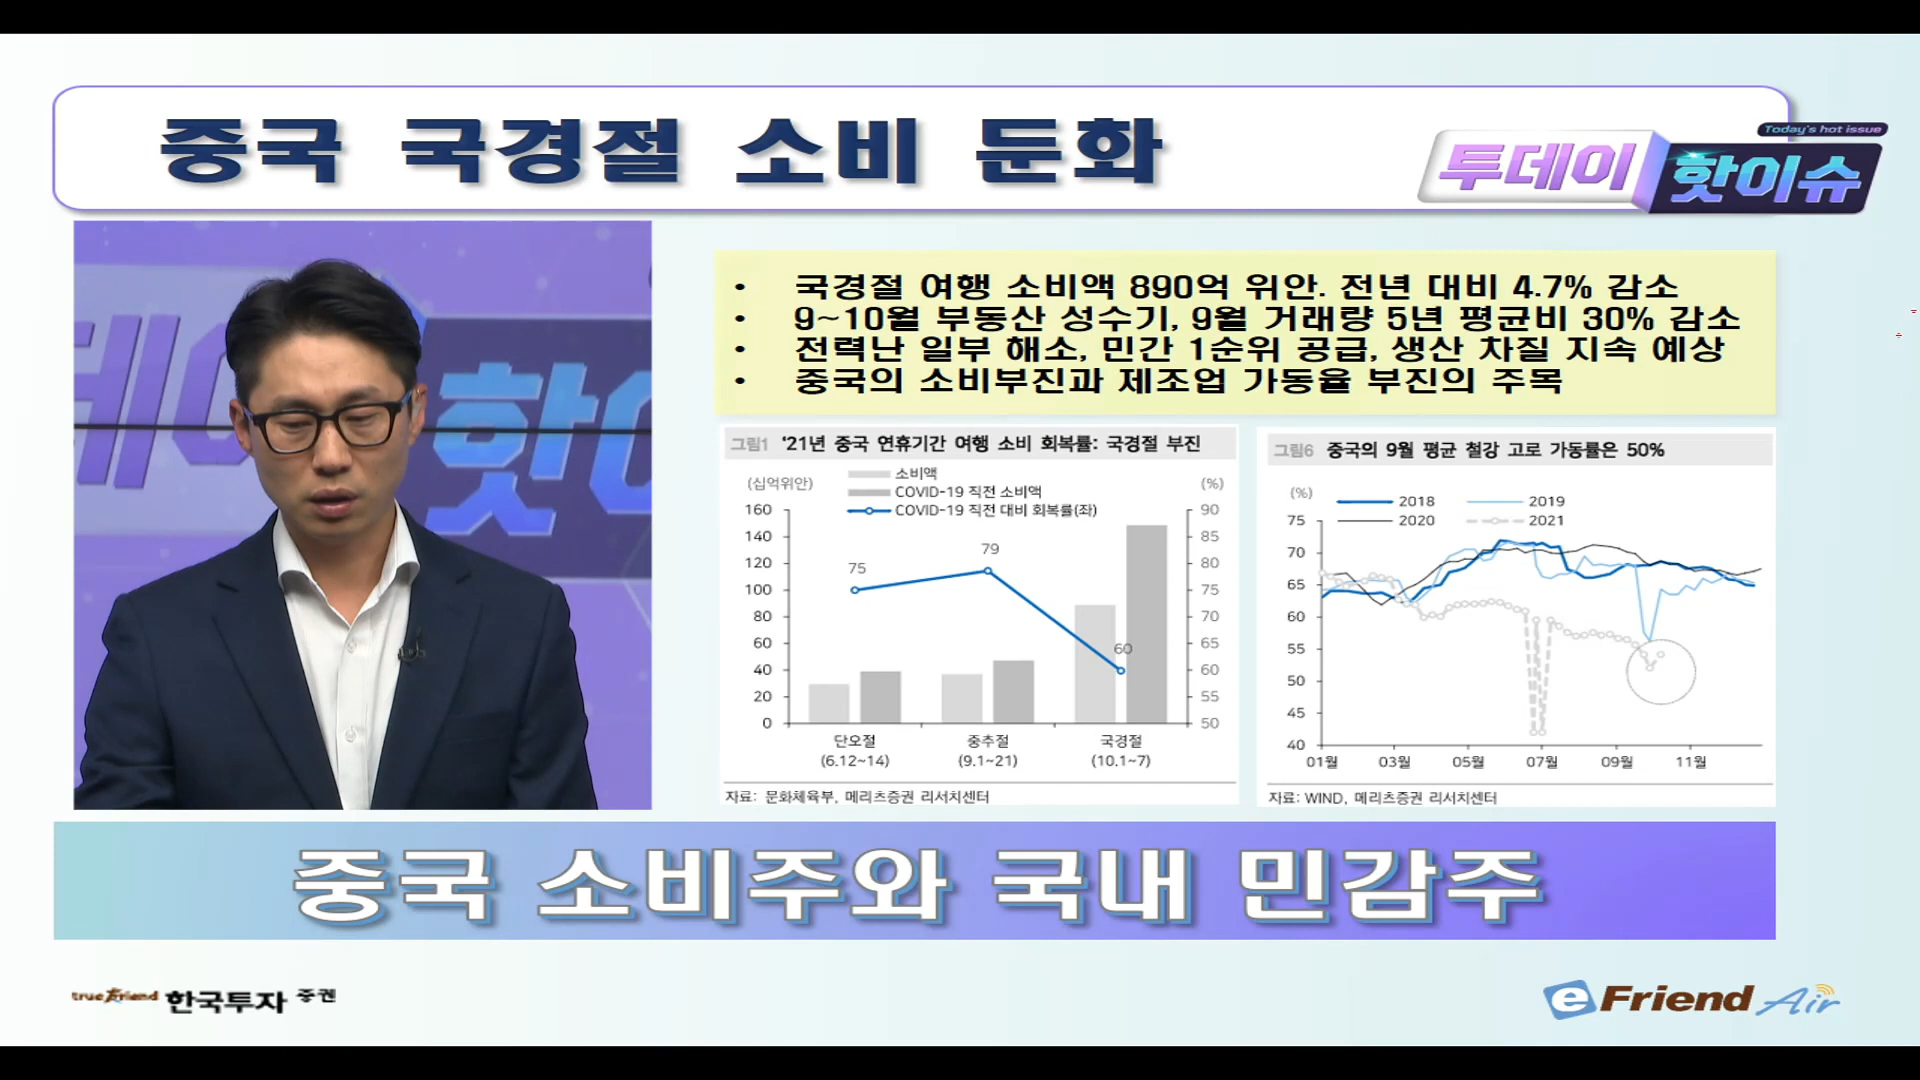 중국 국경절 소비 둔화
Today's hot issue
투데이 핫이슈
• 국경절 여행 소비액 890억 위안. 전년 대비 4.7% 감소
• 9~10월 부동산 성수기, 9월 거래량 5년 평균비 30% 감소
• 전력난 일부 해소, 민간 1순위 공급, 생산 차질 지속 예상
• 중국의 소비부진과 제조업 가동율 부진의 주목
그림1 '21년 중국 연휴기간 여행 소비 회복률: 국경절 부진
(십억위안)
(%)
소비액
COVID-19 직전 소비액
COVID-19 직전 대비 회복률(좌)
160
140
120
100
80
60
40
20
0
90
85
80
75
70
65
60
55
50
75
79
60
단오절 중추절 국경절
(6.12~14) (9.1~21) (10.1~7)
자료: 문화체육부, 메리츠증권 리서치센터
그림6 중국의 9월 평균 철강 고로 가동률은 50%
(%)
2018 2019
2020 2021
75
70
65
60
55
50
45
40
01월 03월 05월 07월 09월 11월
자료: WIND, 메리츠증권 리서치센터
데이 핫이
중국 소비주와 국내 민감주
true friend 한국투자 증권
e Friend Air